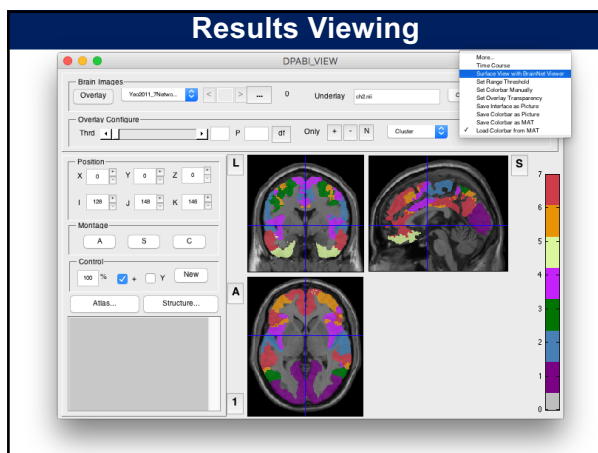 Results Viewing
DPABI_VIEW
More...
Time Course
Surface View with BrainNet Viewer
Set Range Threshold
Set Colorbar Manually
Set Overlay Transparency
Save Interface as Picture
Save Colorbar as Picture
Save Colorbar as MAT
✓ Load Colorbar from MAT
Brain Images
Overlay Yeo2011_7Netwo... < > ... 0 Underlay ch2.nii
Overlay Configure
Thrd P df Only + - N Cluster
Position
X 0 Y 0 Z 0
I 128 J 148 K 146
Montage
A S C
Control
100 % + Y New
Atlas... Structure...
L S
A
1
7
6
5
4
3
2
1
0